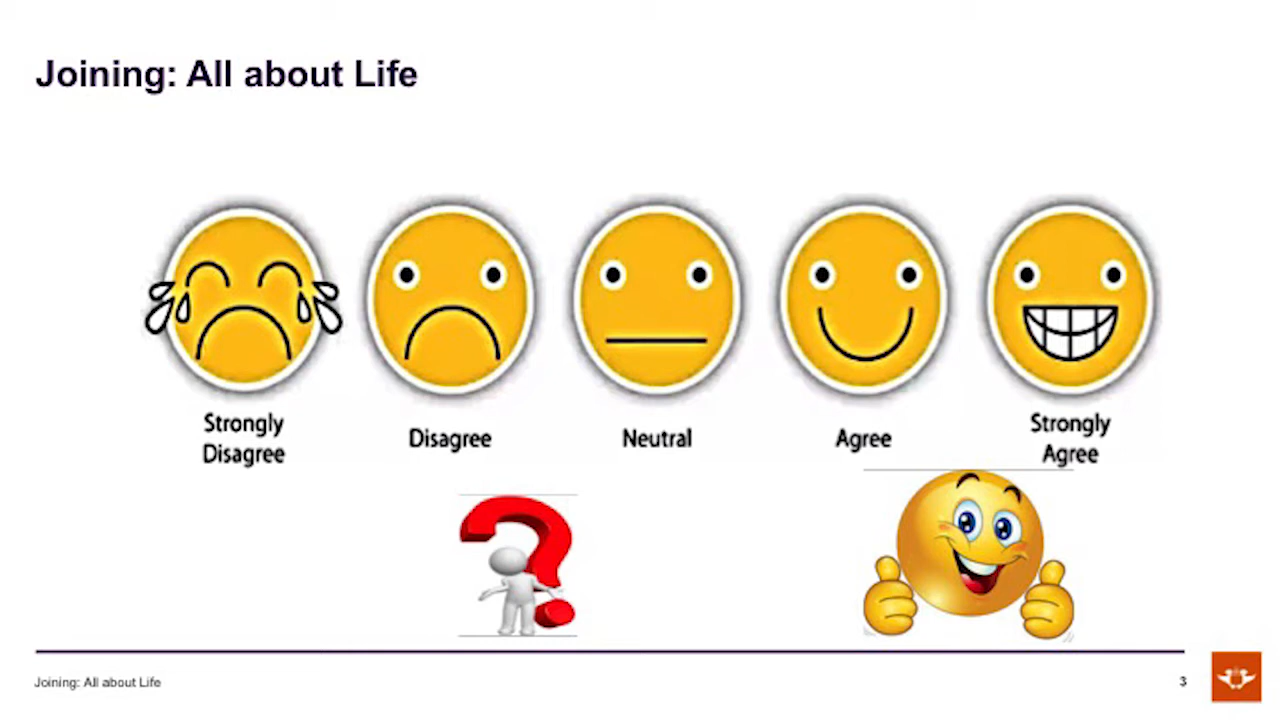 Joining: All about Life
Strongly
Disagree
Disagree
Neutral
Agree
Strongly
Agree
Joining: All about Life
3